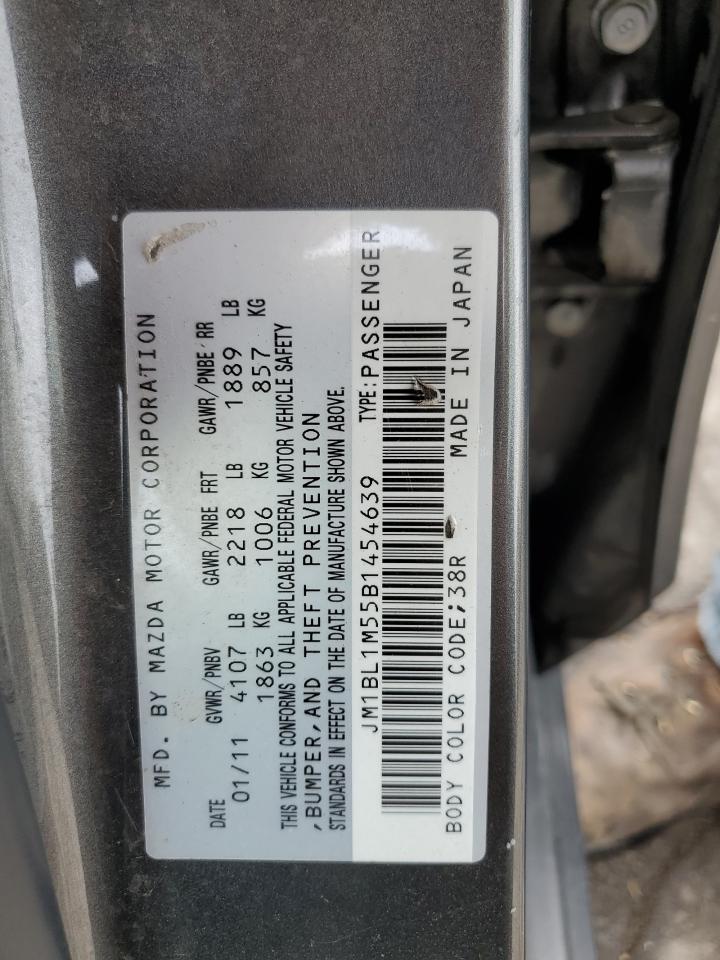 MFD. BY MAZDA MOTOR CORPORATION
DATE GVWR/PNBV GAWR/PNBE FRT GAWR/PNBE RR
01/11 4107 LB 2218 LB 1889 LB
1863 KG 1006 KG 857 KG
THIS VEHICLE CONFORMS TO ALL APPLICABLE FEDERAL MOTOR VEHICLE SAFETY
,BUMPER,AND THEFT PREVENTION
STANDARDS IN EFFECT ON THE DATE OF MANUFACTURE SHOWN ABOVE.
JM1BL1M55B1454639 TYPE:PASSENGER
BODY COLOR CODE;38R MADE IN JAPAN
8